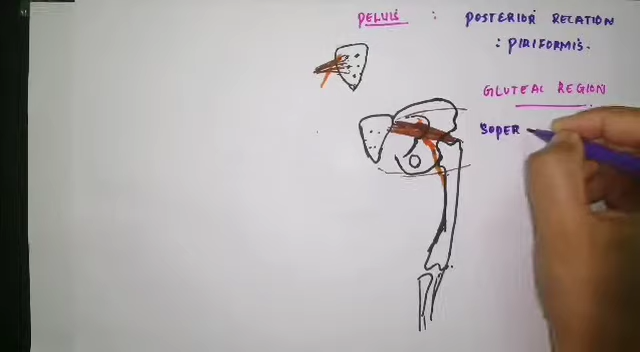 PELVIS : POSTERIOR RELATION
: PIRIFORMIS.
GLUTEAL REGION
SUPER